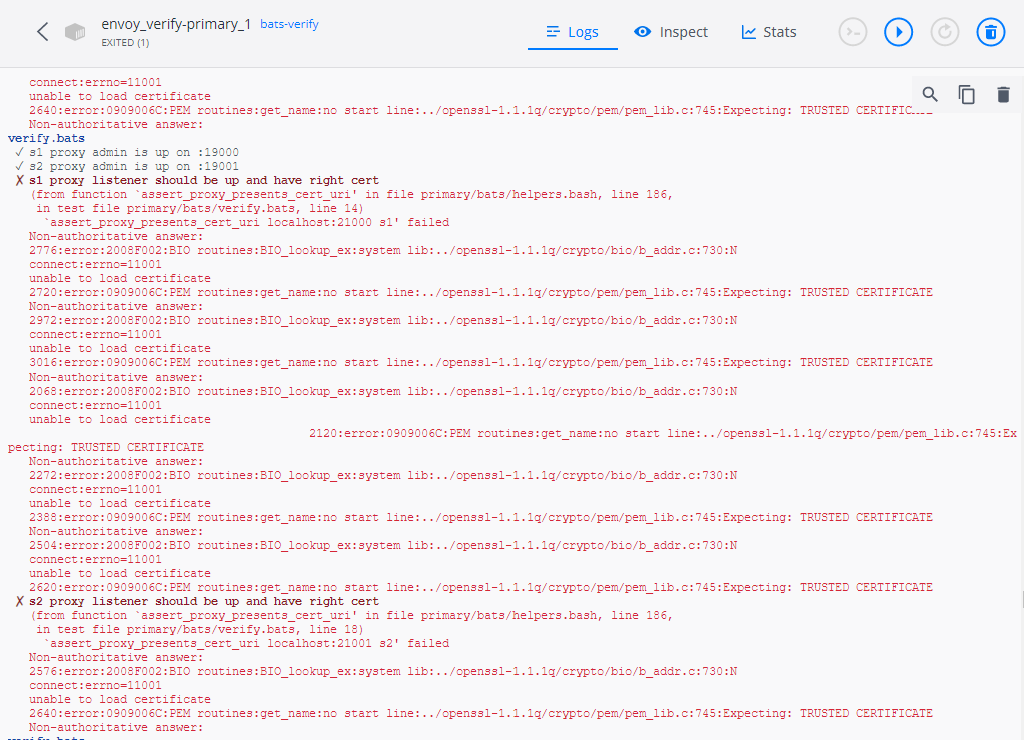 envoy_verify-primary_1 bats-verify
EXITED (1)
Logs
Inspect
Stats
connect:errno=11001
unable to load certificate
2640:error:0909006C:PEM routines:get_name:no start line:../openssl-1.1.1q/crypto/pem/pem_lib.c:745:Expecting: TRUSTED CERTIFICATE
Non-authoritative answer:
verify.bats
✓ s1 proxy admin is up on :19000
✓ s2 proxy admin is up on :19001
✗ s1 proxy listener should be up and have right cert
(from function `assert_proxy_presents_cert_uri' in file primary/bats/helpers.bash, line 186,
in test file primary/bats/verify.bats, line 14)
`assert_proxy_presents_cert_uri localhost:21000 s1' failed
Non-authoritative answer:
2776:error:2008F002:BIO routines:BIO_lookup_ex:system lib:../openssl-1.1.1q/crypto/bio/b_addr.c:730:N
connect:errno=11001
unable to load certificate
2720:error:0909006C:PEM routines:get_name:no start line:../openssl-1.1.1q/crypto/pem/pem_lib.c:745:Expecting: TRUSTED CERTIFICATE
Non-authoritative answer:
2972:error:2008F002:BIO routines:BIO_lookup_ex:system lib:../openssl-1.1.1q/crypto/bio/b_addr.c:730:N
connect:errno=11001
unable to load certificate
3016:error:0909006C:PEM routines:get_name:no start line:../openssl-1.1.1q/crypto/pem/pem_lib.c:745:Expecting: TRUSTED CERTIFICATE
Non-authoritative answer:
2068:error:2008F002:BIO routines:BIO_lookup_ex:system lib:../openssl-1.1.1q/crypto/bio/b_addr.c:730:N
connect:errno=11001
unable to load certificate
2120:error:0909006C:PEM routines:get_name:no start line:../openssl-1.1.1q/crypto/pem/pem_lib.c:745:Ex
pecting: TRUSTED CERTIFICATE
Non-authoritative answer:
2272:error:2008F002:BIO routines:BIO_lookup_ex:system lib:../openssl-1.1.1q/crypto/bio/b_addr.c:730:N
connect:errno=11001
unable to load certificate
2388:error:0909006C:PEM routines:get_name:no start line:../openssl-1.1.1q/crypto/pem/pem_lib.c:745:Expecting: TRUSTED CERTIFICATE
Non-authoritative answer:
2504:error:2008F002:BIO routines:BIO_lookup_ex:system lib:../openssl-1.1.1q/crypto/bio/b_addr.c:730:N
connect:errno=11001
unable to load certificate
2620:error:0909006C:PEM routines:get_name:no start line:../openssl-1.1.1q/crypto/pem/pem_lib.c:745:Expecting: TRUSTED CERTIFICATE
✗ s2 proxy listener should be up and have right cert
(from function `assert_proxy_presents_cert_uri' in file primary/bats/helpers.bash, line 186,
in test file primary/bats/verify.bats, line 18)
`assert_proxy_presents_cert_uri localhost:21001 s2' failed
Non-authoritative answer:
2576:error:2008F002:BIO routines:BIO_lookup_ex:system lib:../openssl-1.1.1q/crypto/bio/b_addr.c:730:N
connect:errno=11001
unable to load certificate
2640:error:0909006C:PEM routines:get_name:no start line:../openssl-1.1.1q/crypto/pem/pem_lib.c:745:Expecting: TRUSTED CERTIFICATE
Non-authoritative answer:
verify.bats